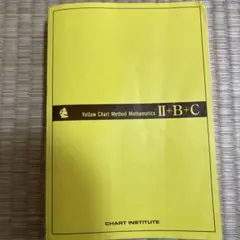 Yellow Chart Method Mathematics II+B+C
CHART INSTITUTE